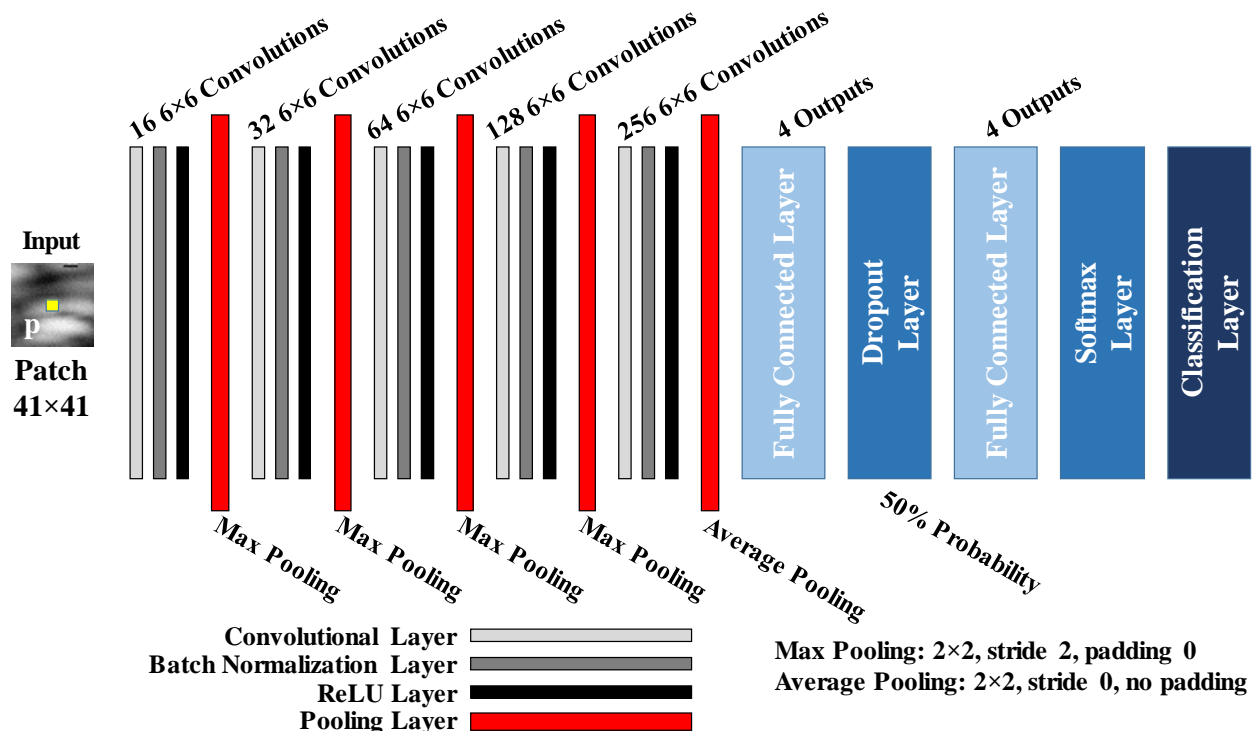 16 6×6 Convolutions
32 6×6 Convolutions
64 6×6 Convolutions
128 6×6 Convolutions
256 6×6 Convolutions
4 Outputs
4 Outputs
Input
p
Patch
41×41
Fully Connected Layer
Dropout
Layer
Fully Connected Layer
Softmax
Layer
Classification
Layer
Max Pooling
Max Pooling
Max Pooling
Max Pooling
Average Pooling
50% Probability
Convolutional Layer
Batch Normalization Layer
ReLU Layer
Pooling Layer
Max Pooling: 2×2, stride 2, padding 0
Average Pooling: 2×2, stride 0, no padding